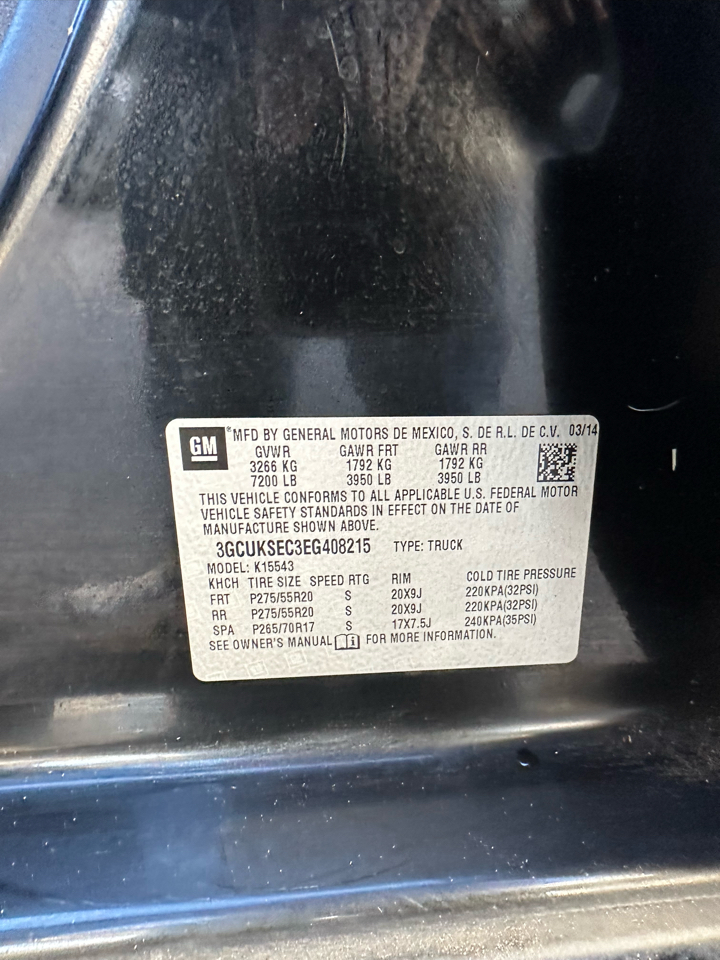 GM ®MFD BY GENERAL MOTORS DE MEXICO, S. DE R.L. DE C.V. 03/14
GVWR GAWR FRT GAWR RR
3266 KG 1792 KG 1792 KG
7200 LB 3950 LB 3950 LB
THIS VEHICLE CONFORMS TO ALL APPLICABLE U.S. FEDERAL MOTOR
VEHICLE SAFETY STANDARDS IN EFFECT ON THE DATE OF
MANUFACTURE SHOWN ABOVE.
3GCUKSEC3EG408215 TYPE: TRUCK
MODEL: K15543
KHCH TIRE SIZE SPEED RTG RIM COLD TIRE PRESSURE
FRT P275/55R20 S 20X9J 220KPA(32PSI)
RR P275/55R20 S 20X9J 220KPA(32PSI)
SPA P265/70R17 S 17X7.5J 240KPA(35PSI)
SEE OWNER'S MANUAL i FOR MORE INFORMATION.